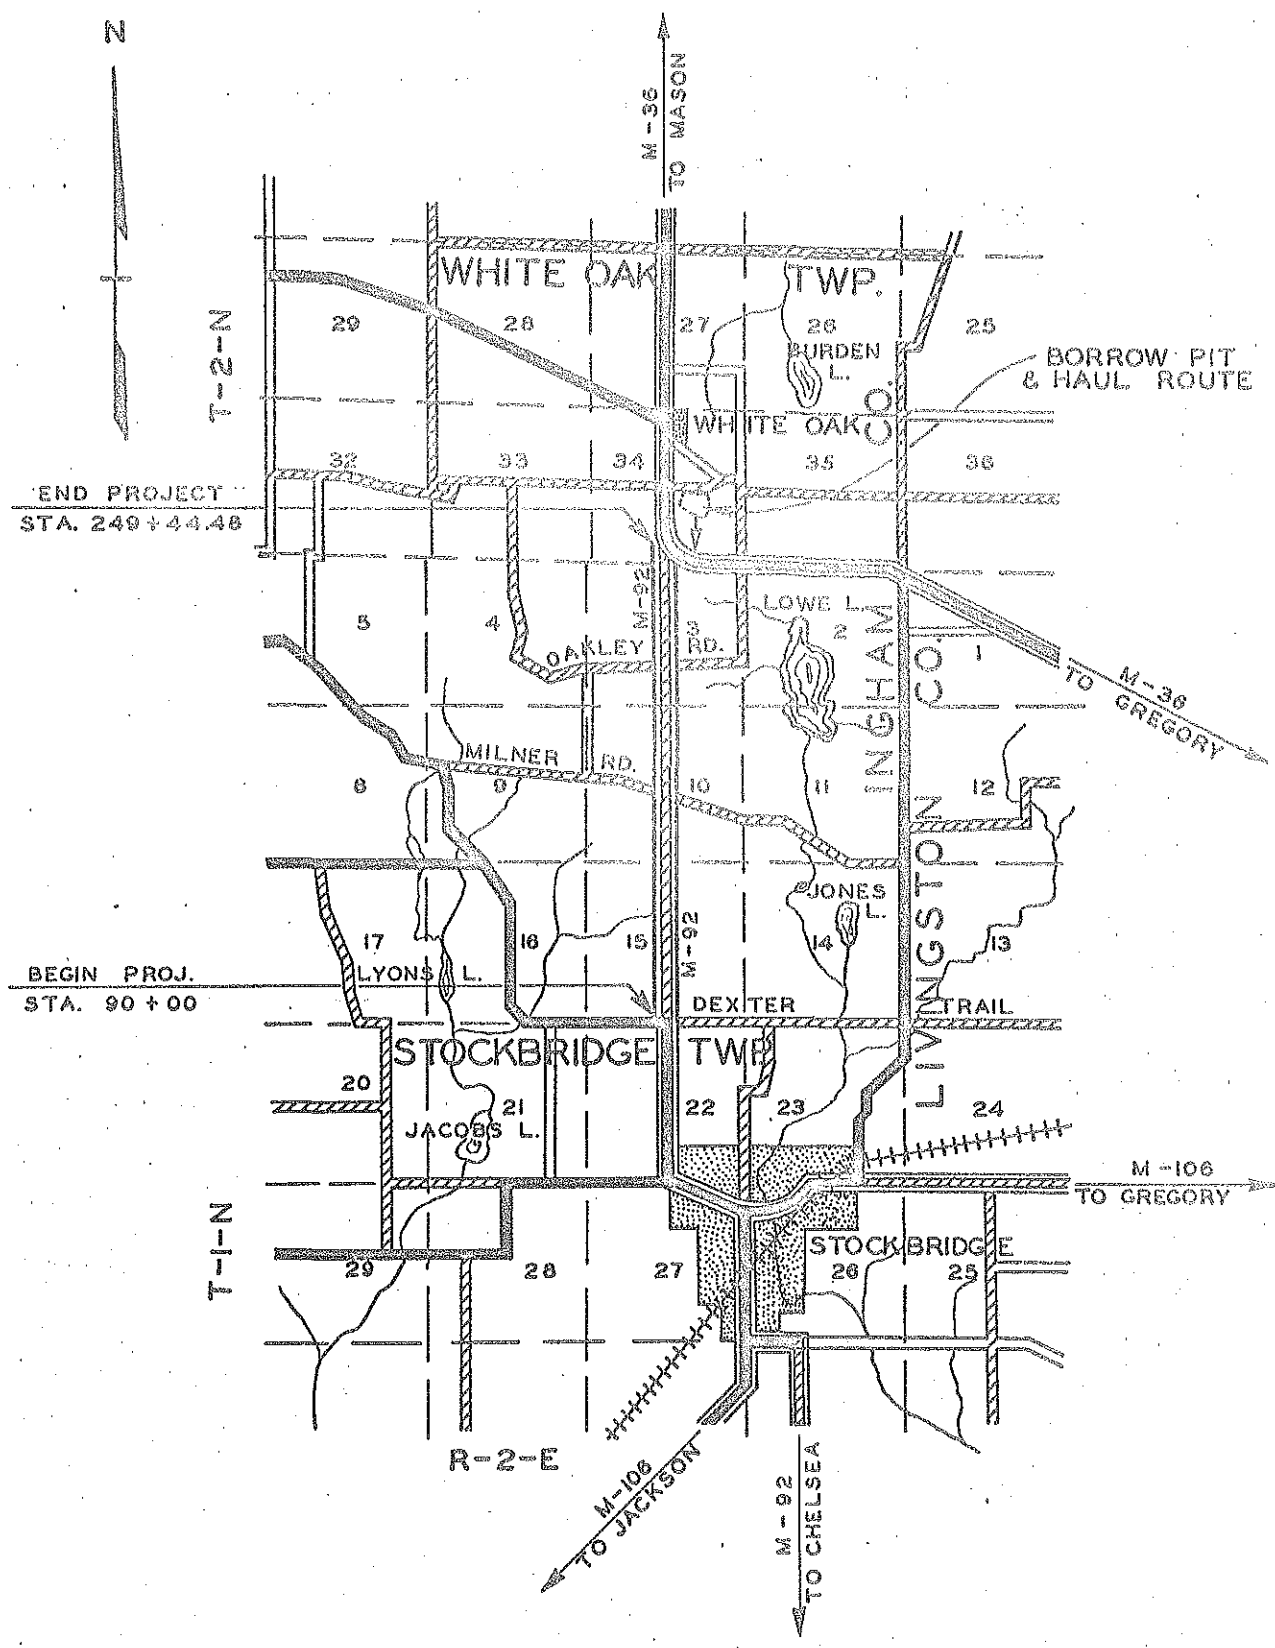 N
M-36
TO MASON
WHITE OAK TWP.
T-2-N
29 28 27 26 25
BURDEN
L.
BORROW PIT
& HAUL ROUTE
WHITE OAK
32 33 34 35 36
END PROJECT
STA. 249+44.48
M-92
LOWE L.
5 4 3 2 1
OAKLEY RD.
INGHAM CO.
LIVINGSTON CO.
M-36
TO GREGORY
MILNER RD.
8 9 10 11 12
JONES
L.
17 16 15 14 13
M-92
BEGIN PROJ.
STA. 90+00
LYONS L.
DEXTER TRAIL
STOCKBRIDGE TWP.
20 21 22 23 24
JACOBS L.
M-106
TO GREGORY
T-1-N
STOCKBRIDGE
29 28 27 26 25
R-2-E
M-106
TO JACKSON
M-92
TO CHELSEA